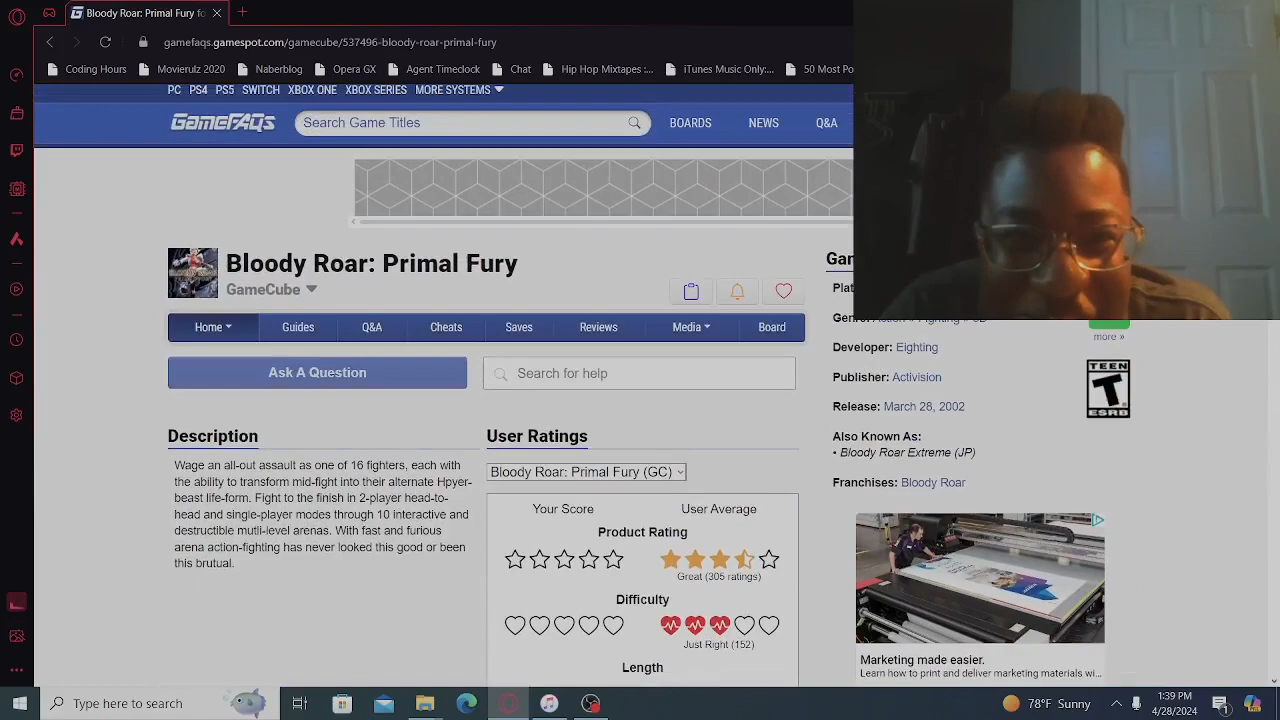 Bloody Roar: Primal Fury fo
gamefaqs.gamespot.com/gamecube/537496-bloody-roar-primal-fury
Coding Hours
Movierulz 2020
Naberblog
Opera GX
Agent Timeclock
Chat
Hip Hop Mixtapes :...
iTunes Music Only:...
50 Most Po
PC PS4 PS5 SWITCH XBOX ONE XBOX SERIES MORE SYSTEMS
GameFAQs
Search Game Titles
BOARDS NEWS Q&A
Bloody Roar: Primal Fury
GameCube
Home Guides Q&A Cheats Saves Reviews Media Board
Ask A Question
Search for help
Description
Wage an all-out assault as one of 16 fighters, each with
the ability to transform mid-fight into their alternate Hpyer-
beast life-form. Fight to the finish in 2-player head-to-
head and single-player modes through 10 interactive and
destructible multi-level arenas. With fast and furious
arena action-fighting has never looked this good or been
this brutal.
User Ratings
Bloody Roar: Primal Fury (GC)
Your Score User Average
Product Rating
Great (305 ratings)
Difficulty
Just Right (152)
Length
Gam
Plat
Genre: Action » Fighting » 3D
more »
Developer: Eighting
Publisher: Activision
Release: March 28, 2002
Also Known As:
• Bloody Roar Extreme (JP)
Franchises: Bloody Roar
TEEN
T
ESRB
Marketing made easier.
Learn how to print and deliver marketing materials wi...
Type here to search
78°F Sunny
1:39 PM
4/28/2024
1